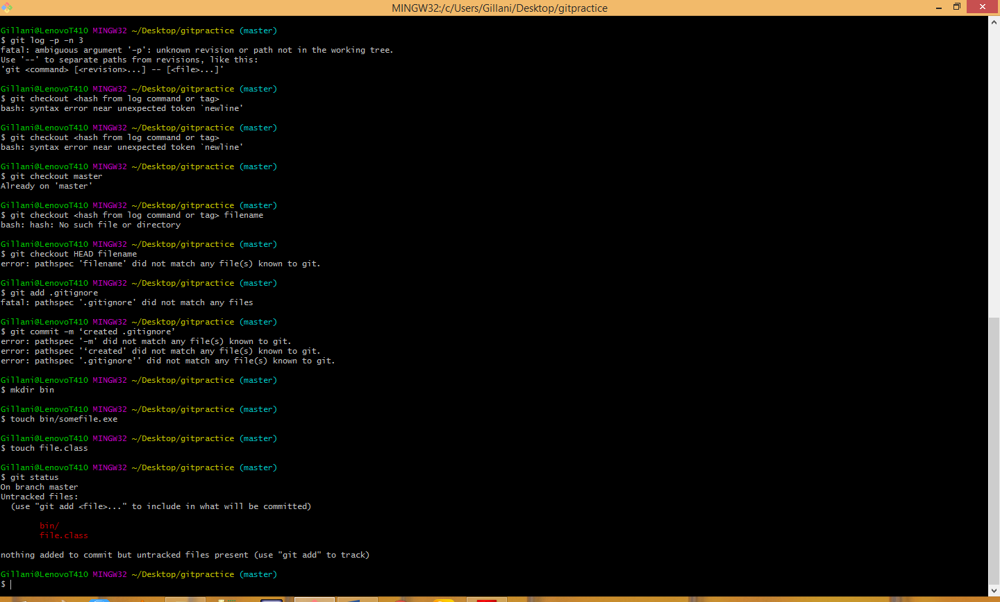 MINGW32:/c/Users/Gillani/Desktop/gitpractice
Gillani@LenovoT410 MINGW32 ~/Desktop/gitpractice (master)
$ git log –p –n 3
fatal: ambiguous argument '–p': unknown revision or path not in the working tree.
Use '--' to separate paths from revisions, like this:
'git <command> [<revision>...] -- [<file>...]'
Gillani@LenovoT410 MINGW32 ~/Desktop/gitpractice (master)
$ git checkout <hash from log command or tag>
bash: syntax error near unexpected token `newline'
Gillani@LenovoT410 MINGW32 ~/Desktop/gitpractice (master)
$ git checkout <hash from log command or tag>
bash: syntax error near unexpected token `newline'
Gillani@LenovoT410 MINGW32 ~/Desktop/gitpractice (master)
$ git checkout master
Already on 'master'
Gillani@LenovoT410 MINGW32 ~/Desktop/gitpractice (master)
$ git checkout <hash from log command or tag> filename
bash: hash: No such file or directory
Gillani@LenovoT410 MINGW32 ~/Desktop/gitpractice (master)
$ git checkout HEAD filename
error: pathspec 'filename' did not match any file(s) known to git.
Gillani@LenovoT410 MINGW32 ~/Desktop/gitpractice (master)
$ git add .gitignore
fatal: pathspec '.gitignore' did not match any files
Gillani@LenovoT410 MINGW32 ~/Desktop/gitpractice (master)
$ git commit –m ‘created .gitignore’
error: pathspec '–m' did not match any file(s) known to git.
error: pathspec '‘created' did not match any file(s) known to git.
error: pathspec '.gitignore’' did not match any file(s) known to git.
Gillani@LenovoT410 MINGW32 ~/Desktop/gitpractice (master)
$ mkdir bin
Gillani@LenovoT410 MINGW32 ~/Desktop/gitpractice (master)
$ touch bin/somefile.exe
Gillani@LenovoT410 MINGW32 ~/Desktop/gitpractice (master)
$ touch file.class
Gillani@LenovoT410 MINGW32 ~/Desktop/gitpractice (master)
$ git status
On branch master
Untracked files:
(use "git add <file>..." to include in what will be committed)
bin/
file.class
nothing added to commit but untracked files present (use "git add" to track)
Gillani@LenovoT410 MINGW32 ~/Desktop/gitpractice (master)
$